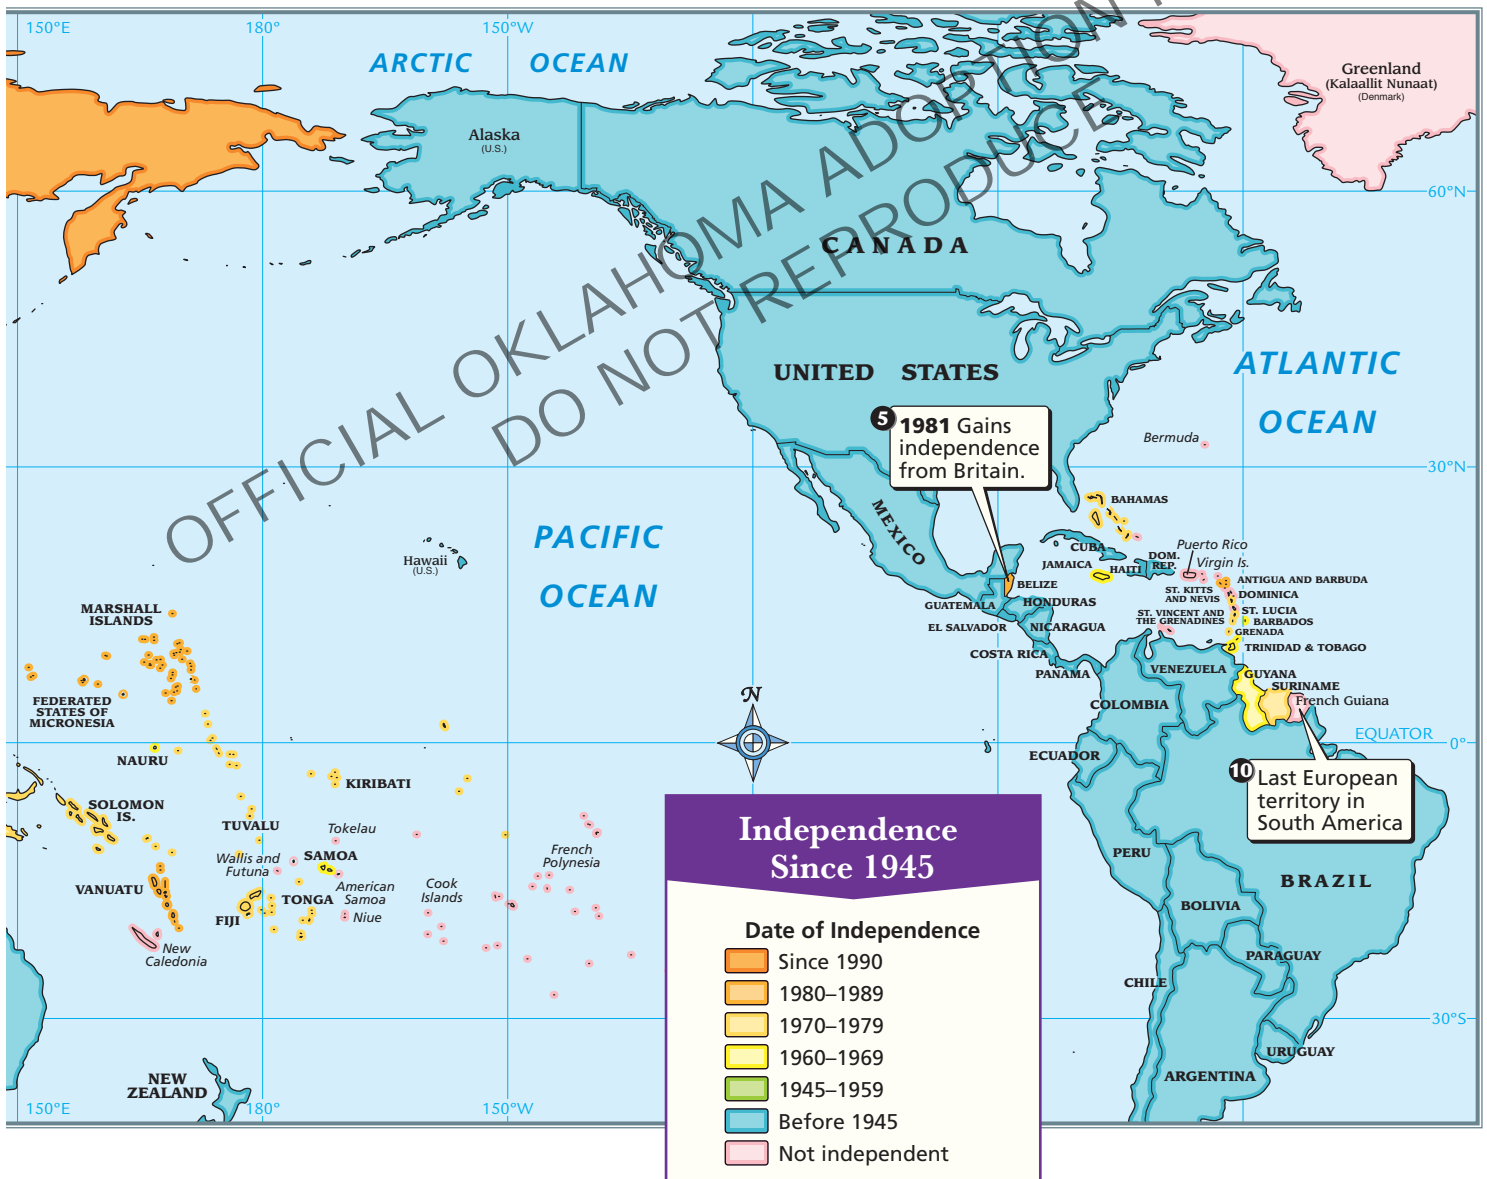 150°E
180°
150°W
ARCTIC OCEAN
Greenland
(Kalaallit Nunaat)
(Denmark)
Alaska
(U.S.)
60°N
CANADA
OFFICIAL OKLAHOMA ADOPTION
DO NOT REPRODUCE
UNITED STATES
ATLANTIC
OCEAN
5
1981 Gains
independence
from Britain.
Bermuda
30°N
MEXICO
BAHAMAS
PACIFIC
OCEAN
Hawaii
(U.S.)
CUBA
JAMAICA
HAITI
DOM.
REP.
Puerto Rico
Virgin Is.
BELIZE
ANTIGUA AND BARBUDA
ST. KITTS
AND NEVIS
DOMINICA
GUATEMALA
HONDURAS
ST. VINCENT AND
THE GRENADINES
ST. LUCIA
BARBADOS
EL SALVADOR
NICARAGUA
GRENADA
COSTA RICA
TRINIDAD & TOBAGO
PANAMA
VENEZUELA
GUYANA
SURINAME
French Guiana
COLOMBIA
MARSHALL
ISLANDS
FEDERATED
STATES OF
MICRONESIA
N
EQUATOR
0°
NAURU
KIRIBATI
ECUADOR
10
Last European
territory in
South America
SOLOMON
IS.
TUVALU
Tokelau
Wallis and
Futuna
SAMOA
French
Polynesia
VANUATU
American
Samoa
Cook
Islands
TONGA
FIJI
Niue
New
Caledonia
PERU
BRAZIL
BOLIVIA
PARAGUAY
CHILE
30°S
URUGUAY
ARGENTINA
NEW
ZEALAND
150°E
180°
150°W
Independence
Since 1945
Date of Independence
Since 1990
1980–1989
1970–1979
1960–1969
1945–1959
Before 1945
Not independent